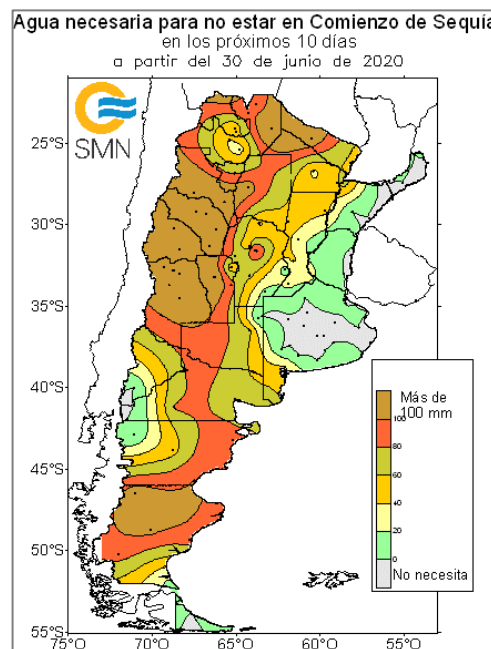 Agua necesaria para no estar en Comienzo de Sequía
en los próximos 10 días
a partir del 30 de junio de 2020
SMN
25°S
30°S
35°S
40°S
45°S
50°S
55°S
75°O
70°O
65°O
60°O
55°O
Más de
100 mm
100
80
60
40
20
0
No necesita